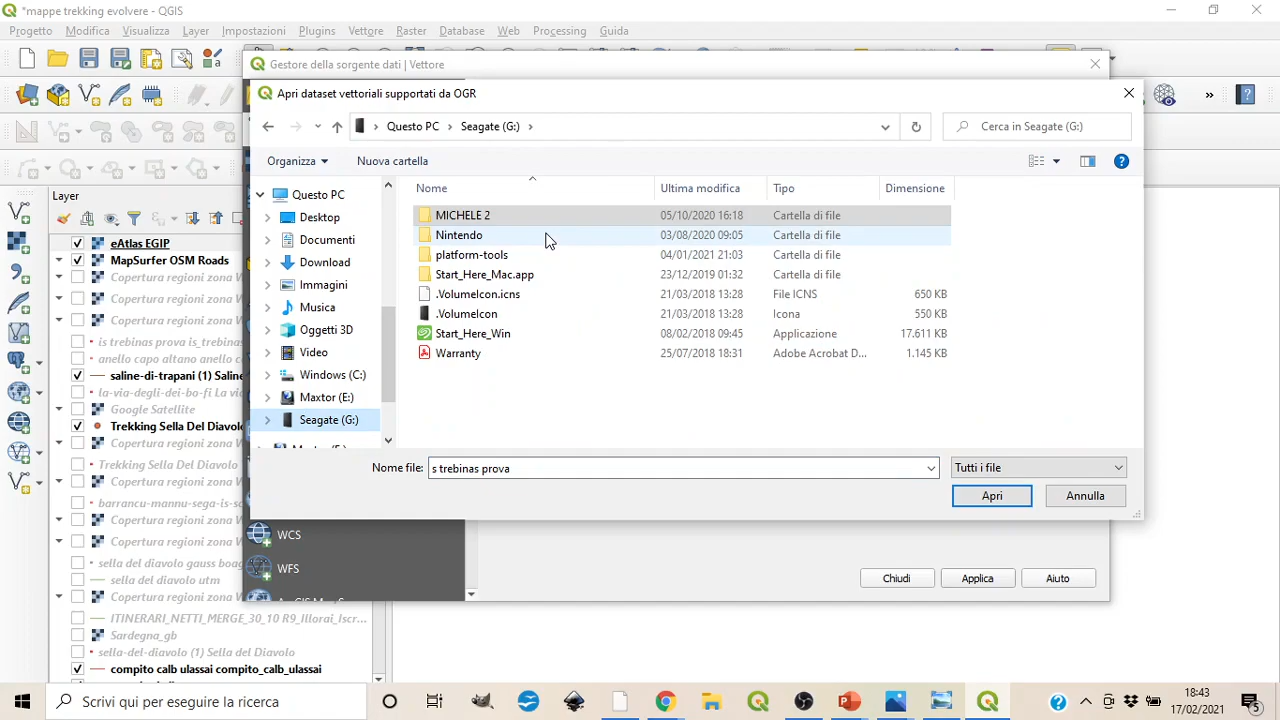 *mappe trekking evolvere - QGIS
Progetto Modifica Visualizza Layer Impostazioni Plugins Vettore Raster Database Web Processing Guida
Gestore della sorgente dati | Vettore
Apri dataset vettoriali supportati da OGR
Questo PC > Seagate (G:) >
Cerca in Seagate (G:)
Organizza
Nuova cartella
Nome Ultima modifica Tipo Dimensione
MICHELE 2 05/10/2020 16:18 Cartella di file
Nintendo 03/08/2020 09:05 Cartella di file
platform-tools 04/01/2021 21:03 Cartella di file
Start_Here_Mac.app 23/12/2019 01:32 Cartella di file
.VolumeIcon.icns 21/03/2018 13:28 File ICNS 650 KB
.VolumeIcon 21/03/2018 13:28 Icona 550 KB
Start_Here_Win 08/02/2018 09:45 Applicazione 17.611 KB
Warranty 25/07/2018 18:31 Adobe Acrobat D... 1.145 KB
Questo PC
Desktop
Documenti
Download
Immagini
Musica
Oggetti 3D
Video
Windows (C:)
Maxtor (E:)
Seagate (G:)
Nome file: s trebinas prova
Tutti i file
Apri
Annulla
WCS
WFS
Chiudi
Applica
Aiuto
Layer
eAtlas EGIP
MapSurfer OSM Roads
Copertura regioni zona
Copertura regioni zona
Copertura regioni zona
is trebinas prova is_trebinas
anello capo altano anello c
saline-di-trapani (1) Saline
la-via-degli-dei-bo-fi La via
Google Satellite
Trekking Sella Del Diavolo
Copertura regioni zona
Trekking Sella Del Diavolo
Copertura regioni zona
barrancu-mannu-sega-is-s
Copertura regioni zona
Copertura regioni zona
sella del diavolo gauss boag
sella del diavolo utm
Copertura regioni zona
ITINERARI_NETTI_MERGE_30_10 R9_Illorai_Iscr...
Sardegna_gb
sella-del-diavolo (1) Sella del Diavolo
compito calb ulassai compito_calb_ulassai
Scrivi qui per eseguire la ricerca
18:43
17/02/2021
5